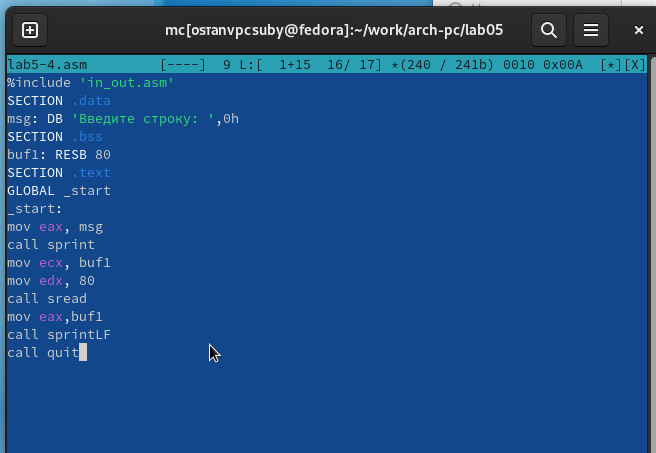 mc[osтanvpcsuby@fedora]:~/work/arch-pc/lab05
lab5-4.asm [----] 9 L:[ 1+15 16/ 17] *(240 / 241b) 0010 0x00A [*][X]
%include 'in_out.asm'
SECTION .data
msg: DB 'Введите строку: ',0h
SECTION .bss
buf1: RESB 80
SECTION .text
GLOBAL _start
_start:
mov eax, msg
call sprint
mov ecx, buf1
mov edx, 80
call sread
mov eax,buf1
call sprintLF
call quit